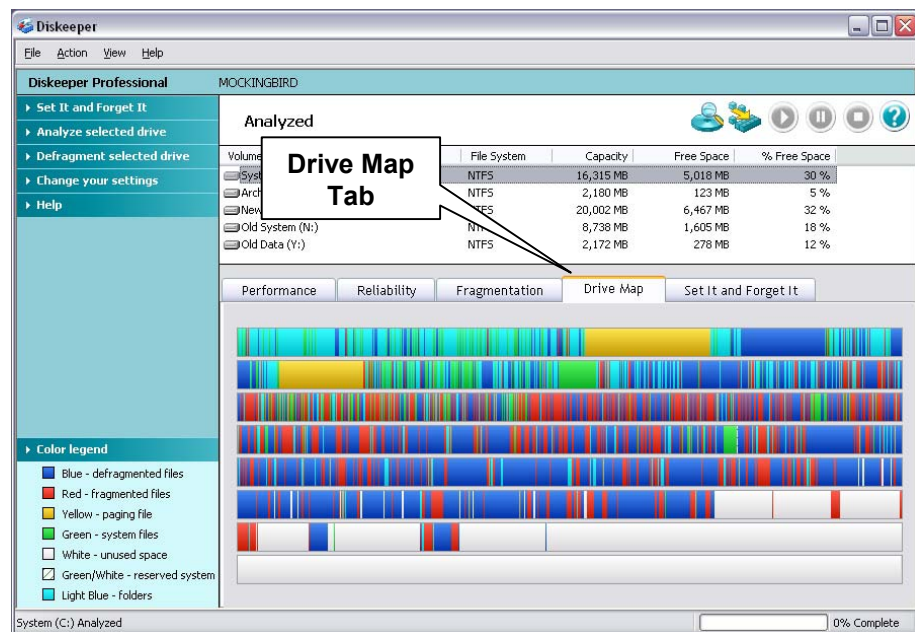 Diskeeper
File Action View Help
Diskeeper Professional MOCKINGBIRD
Set It and Forget It
Analyze selected drive
Defragment selected drive
Change your settings
Help
Analyzed
Drive Map
Tab
Volume File System Capacity Free Space % Free Space
Syst NTFS 16,315 MB 5,018 MB 30 %
Arch NTFS 2,180 MB 123 MB 5 %
New NTFS 20,002 MB 6,467 MB 32 %
Old System (N:) NTFS 8,738 MB 1,605 MB 18 %
Old Data (Y:) NTFS 2,172 MB 278 MB 12 %
Performance Reliability Fragmentation Drive Map Set It and Forget It
Color legend
Blue - defragmented files
Red - fragmented files
Yellow - paging file
Green - system files
White - unused space
Green/White - reserved system
Light Blue - folders
System (C:) Analyzed 0% Complete